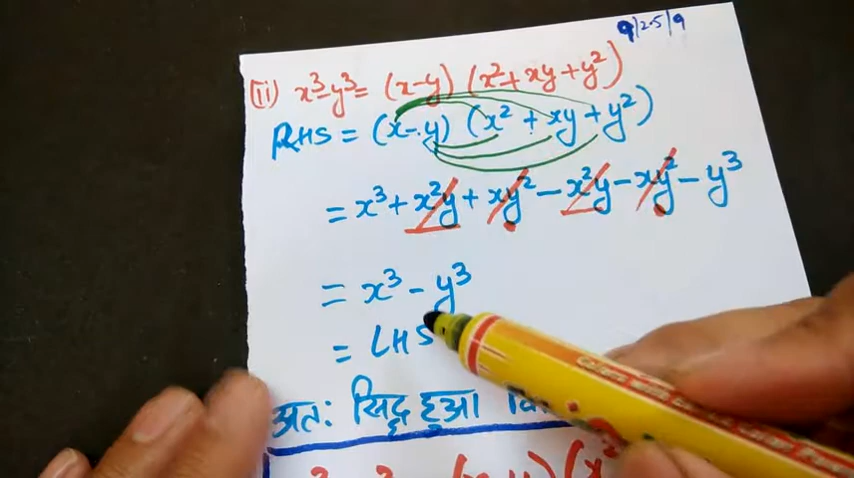 9/2.5/9
(ii) x³-y³= (x-y) (x²+xy+y²)
RHS = (x-y) (x²+xy+y²)
= x³+x²y+xy²-x²y-xy²-y³
= x³-y³
= LHS
अतः सिद्ध हुआ